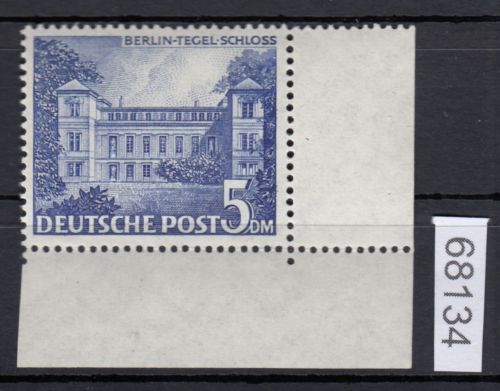 BERLIN-TEGEL·SCHLOSS
DEUTSCHE POST 5 DM
68134